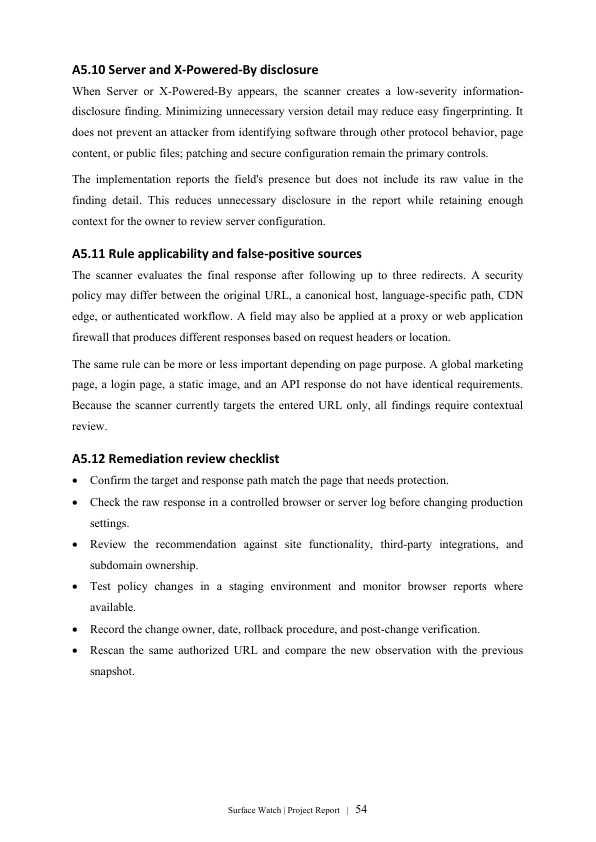 A5.10 Server and X-Powered-By disclosure
When Server or X-Powered-By appears, the scanner creates a low-severity information-
disclosure finding. Minimizing unnecessary version detail may reduce easy fingerprinting. It
does not prevent an attacker from identifying software through other protocol behavior, page
content, or public files; patching and secure configuration remain the primary controls.
The implementation reports the field's presence but does not include its raw value in the
finding detail. This reduces unnecessary disclosure in the report while retaining enough
context for the owner to review server configuration.
A5.11 Rule applicability and false-positive sources
The scanner evaluates the final response after following up to three redirects. A security
policy may differ between the original URL, a canonical host, language-specific path, CDN
edge, or authenticated workflow. A field may also be applied at a proxy or web application
firewall that produces different responses based on request headers or location.
The same rule can be more or less important depending on page purpose. A global marketing
page, a login page, a static image, and an API response do not have identical requirements.
Because the scanner currently targets the entered URL only, all findings require contextual
review.
A5.12 Remediation review checklist
• Confirm the target and response path match the page that needs protection.
• Check the raw response in a controlled browser or server log before changing production
settings.
• Review the recommendation against site functionality, third-party integrations, and
subdomain ownership.
• Test policy changes in a staging environment and monitor browser reports where
available.
• Record the change owner, date, rollback procedure, and post-change verification.
• Rescan the same authorized URL and compare the new observation with the previous
snapshot.
Surface Watch | Project Report | 54